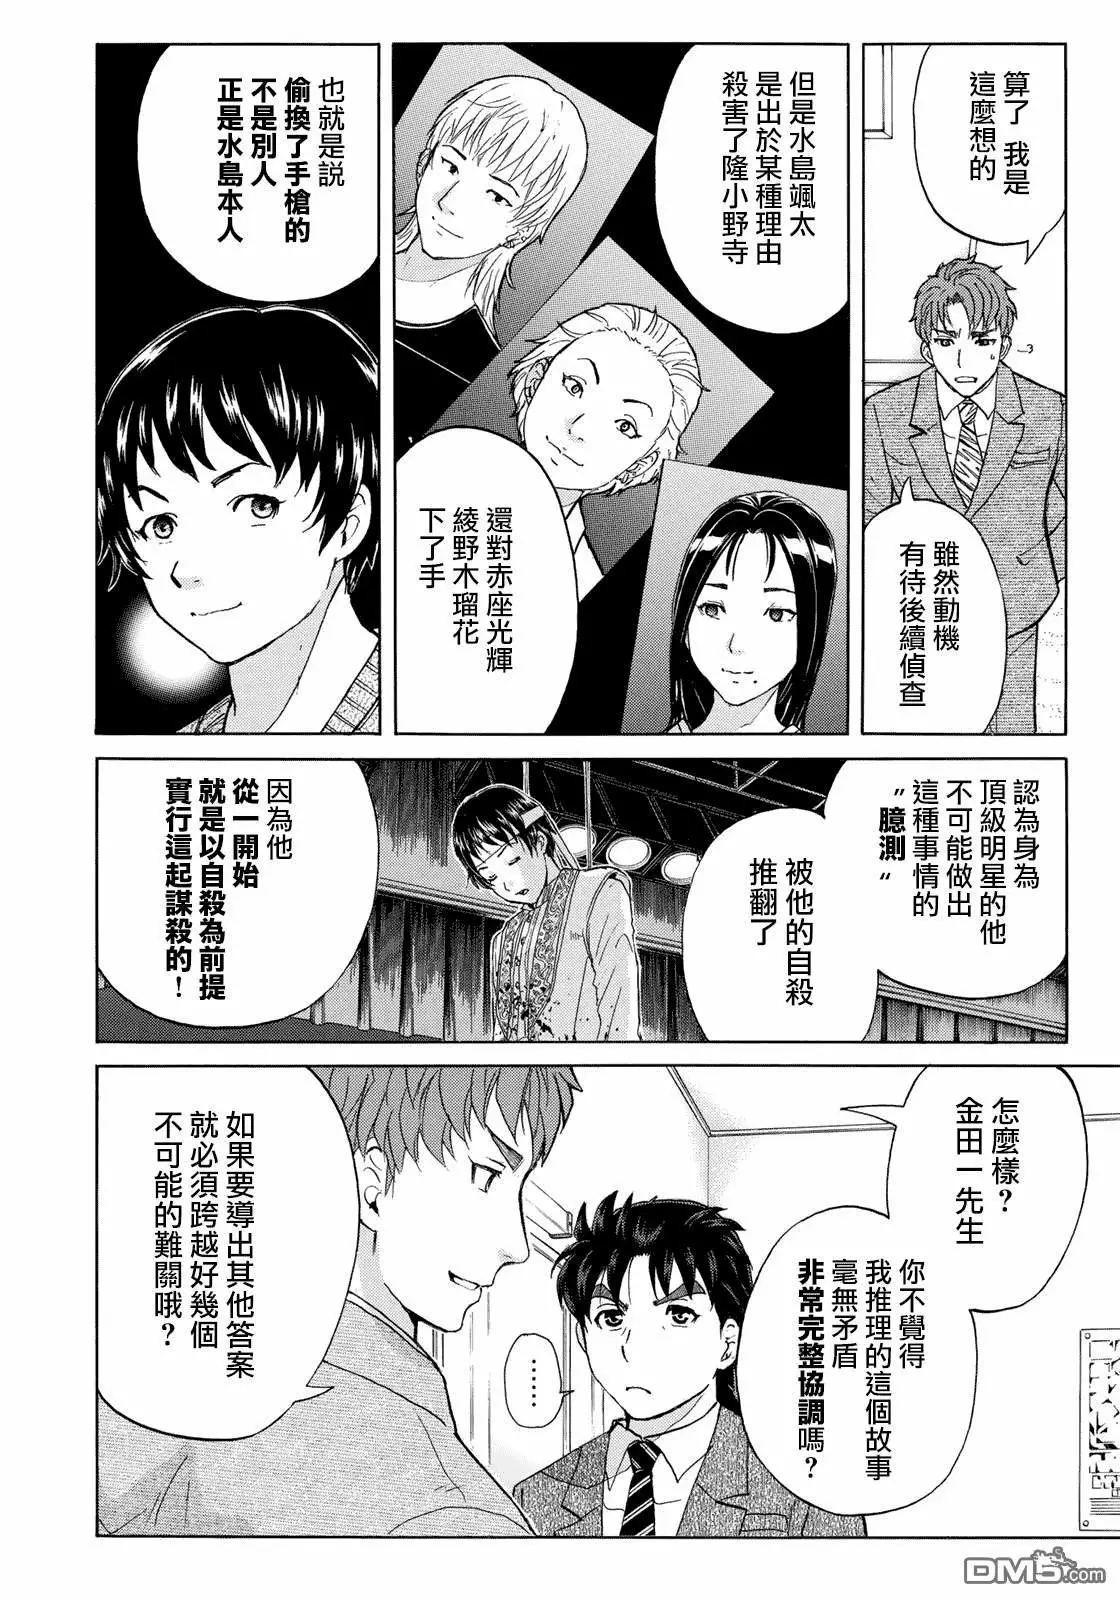 算了 我是
這麼想的
雖然動機
有待後續偵查
但是水島颯太
是出於某種理由
殺害了隆小野寺
還對赤座光輝
綾野木瑠花
下了手
也就是説
偷換了手槍的
不是別人
正是水島本人
認為身為
頂級明星的他
不可能做出
這種事情的
"臆測"
被他的自殺
推翻了
因為他
從一開始
就是以自殺為前提
實行這起謀殺的！
怎麼樣？
金田一先生
你不覺得
我推理的這個故事
毫無矛盾
非常完整協調嗎？
……
如果要導出其他答案
就必須跨越好幾個
不可能的難關哦？
DM5.com